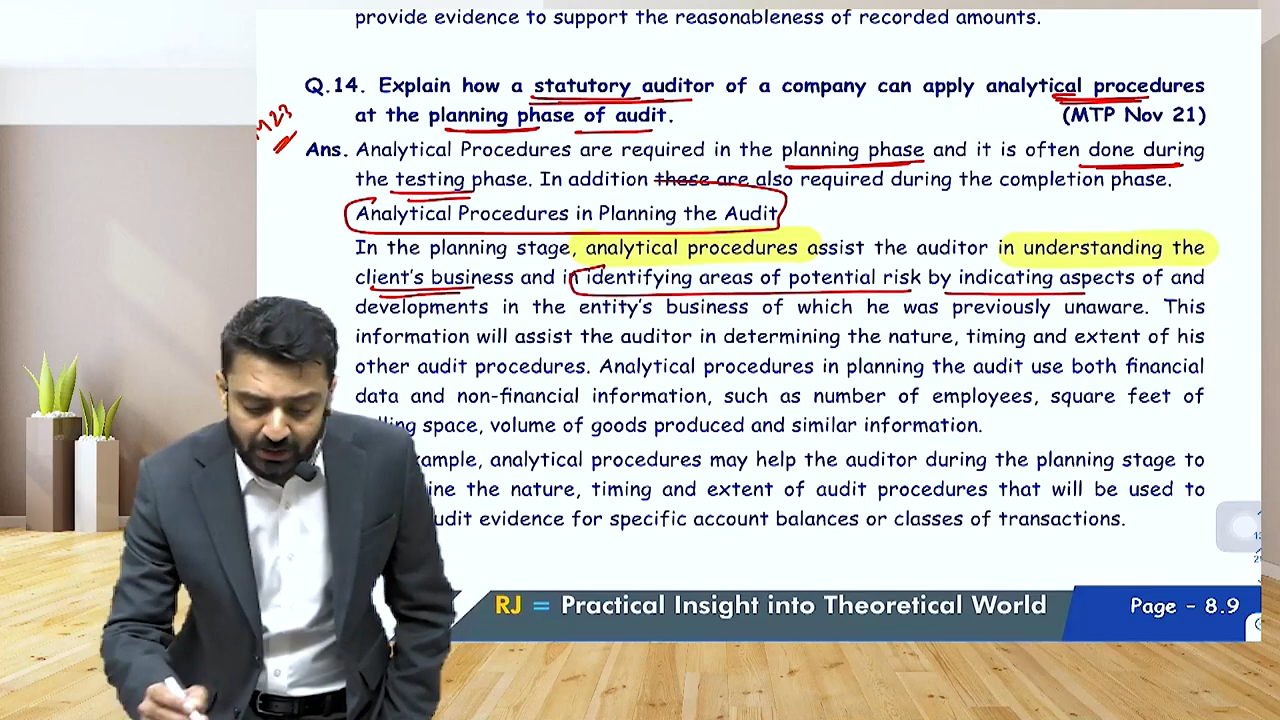 provide evidence to support the reasonableness of recorded amounts.
Q.14. Explain how a statutory auditor of a company can apply analytical procedures
at the planning phase of audit. (MTP Nov 21)
M23
Ans. Analytical Procedures are required in the planning phase and it is often done during
the testing phase. In addition these are also required during the completion phase.
Analytical Procedures in Planning the Audit
In the planning stage, analytical procedures assist the auditor in understanding the
client's business and in identifying areas of potential risk by indicating aspects of and
developments in the entity's business of which he was previously unaware. This
information will assist the auditor in determining the nature, timing and extent of his
other audit procedures. Analytical procedures in planning the audit use both financial
data and non-financial information, such as number of employees, square feet of
space, volume of goods produced and similar information.
analytical procedures may help the auditor during the planning stage to
the nature, timing and extent of audit procedures that will be used to
evidence for specific account balances or classes of transactions.
RJ = Practical Insight into Theoretical World
Page - 8.9